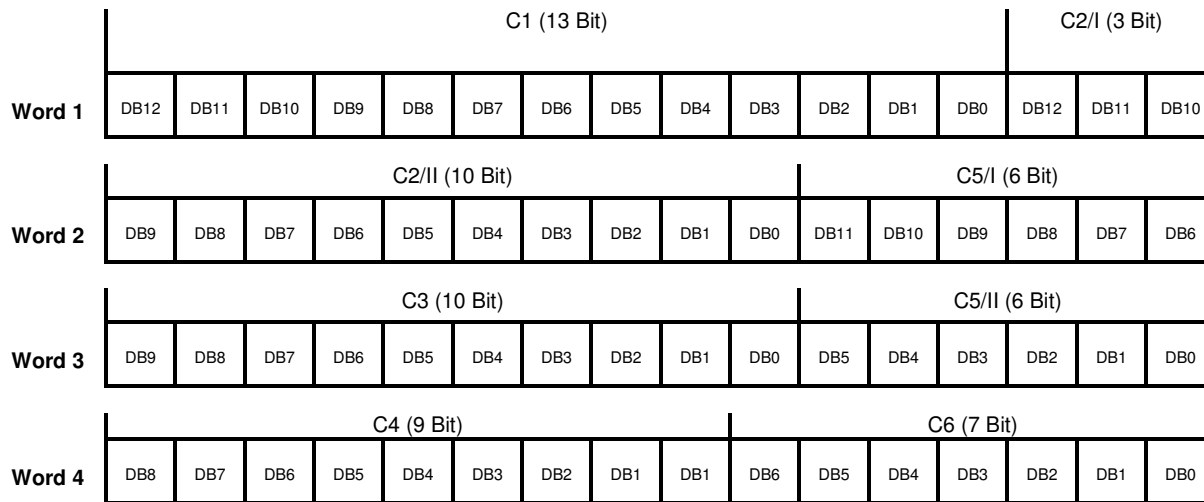 C1 (13 Bit) C2/I (3 Bit)
Word 1 DB12 DB11 DB10 DB9 DB8 DB7 DB6 DB5 DB4 DB3 DB2 DB1 DB0 DB12 DB11 DB10
C2/II (10 Bit) C5/I (6 Bit)
Word 2 DB9 DB8 DB7 DB6 DB5 DB4 DB3 DB2 DB1 DB0 DB11 DB10 DB9 DB8 DB7 DB6
C3 (10 Bit) C5/II (6 Bit)
Word 3 DB9 DB8 DB7 DB6 DB5 DB4 DB3 DB2 DB1 DB0 DB5 DB4 DB3 DB2 DB1 DB0
C4 (9 Bit) C6 (7 Bit)
Word 4 DB8 DB7 DB6 DB5 DB4 DB3 DB2 DB1 DB1 DB6 DB5 DB4 DB3 DB2 DB1 DB0